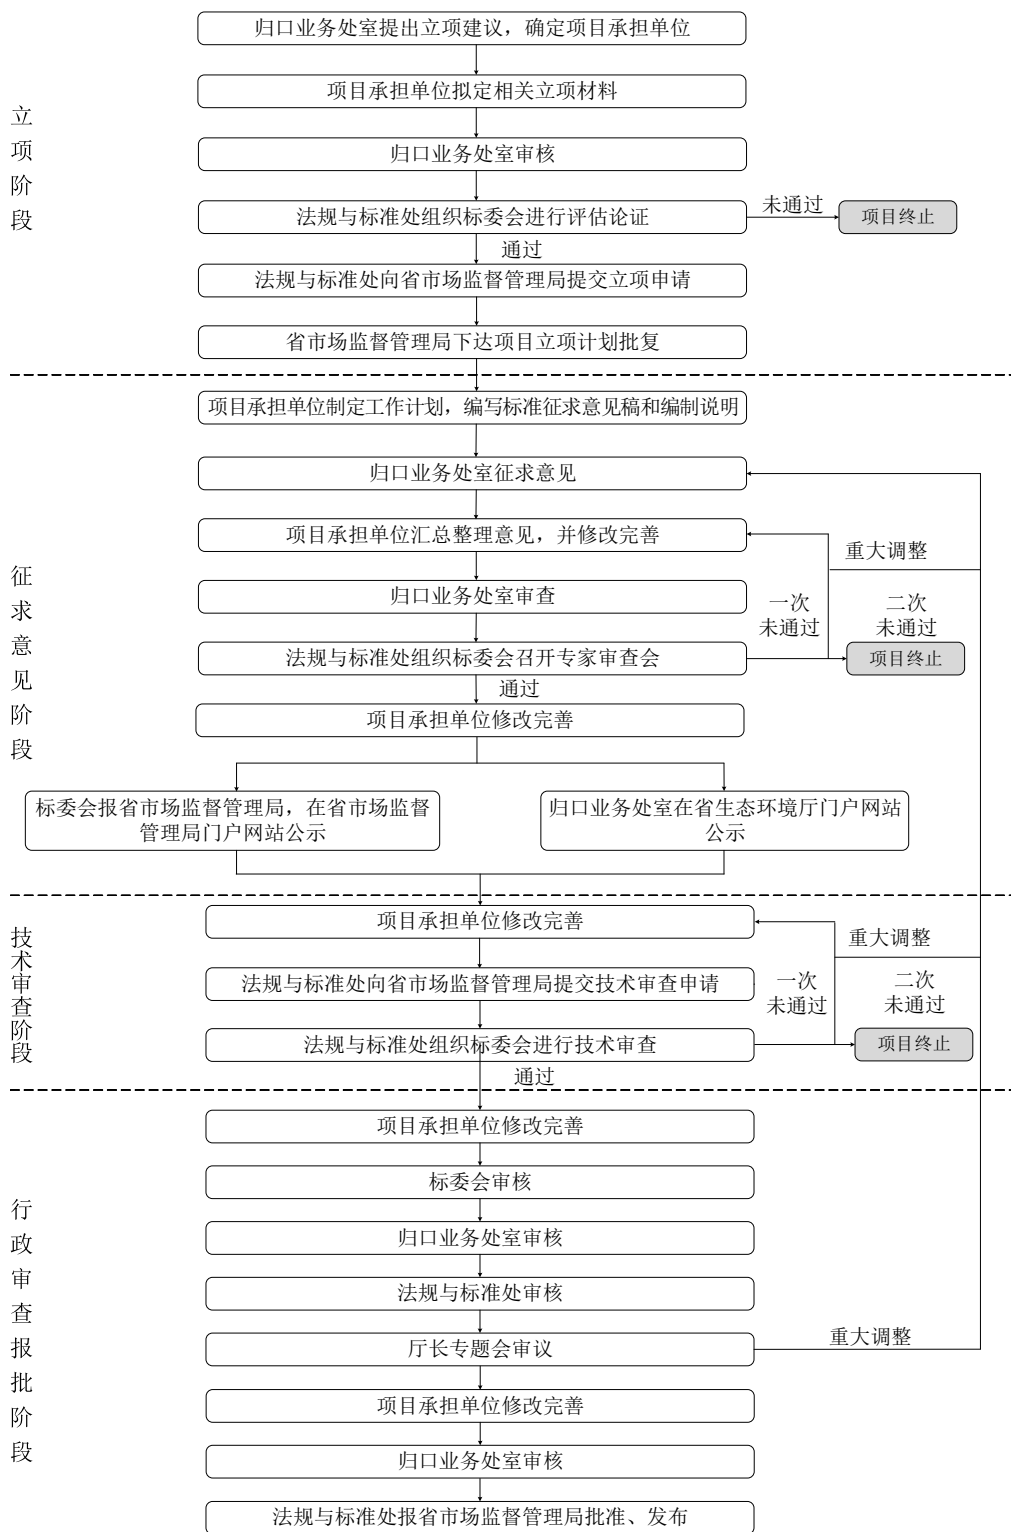 立项阶段
归口业务处室提出立项建议，确定项目承担单位
项目承担单位拟定相关立项材料
归口业务处室审核
法规与标准处组织标委会进行评估论证
未通过
项目终止
通过
法规与标准处向省市场监督管理局提交立项申请
省市场监督管理局下达项目立项计划批复
征求意见阶段
项目承担单位制定工作计划，编写标准征求意见稿和编制说明
归口业务处室征求意见
项目承担单位汇总整理意见，并修改完善
重大调整
归口业务处室审查
一次
未通过
二次
未通过
法规与标准处组织标委会召开专家审查会
项目终止
通过
项目承担单位修改完善
标委会报省市场监督管理局，在省市场监督
管理局门户网站公示
归口业务处室在省生态环境厅门户网站
公示
技术审查阶段
项目承担单位修改完善
重大调整
法规与标准处向省市场监督管理局提交技术审查申请
一次
未通过
二次
未通过
法规与标准处组织标委会进行技术审查
项目终止
通过
行政审查报批阶段
项目承担单位修改完善
标委会审核
归口业务处室审核
法规与标准处审核
厅长专题会审议
重大调整
项目承担单位修改完善
归口业务处室审核
法规与标准处报省市场监督管理局批准、发布